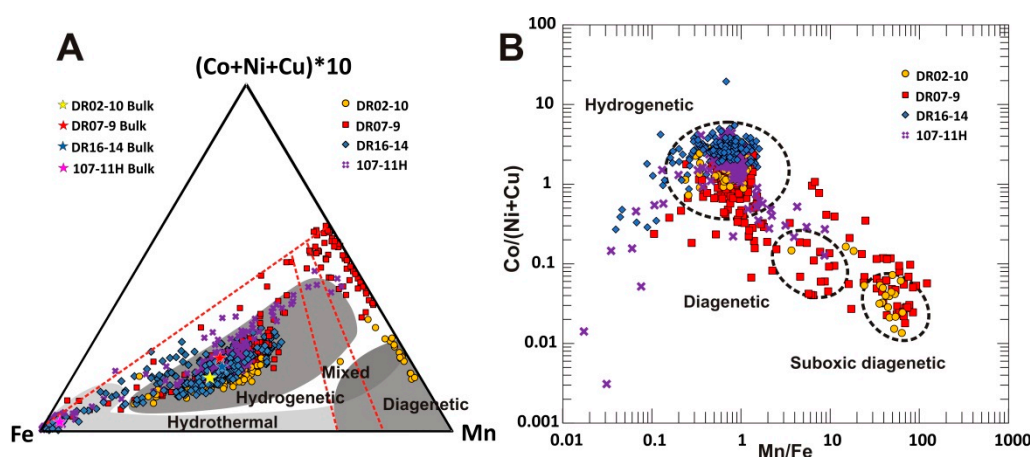 A
(Co+Ni+Cu)*10
DR02-10 Bulk
DR07-9 Bulk
DR16-14 Bulk
107-11H Bulk
DR02-10
DR07-9
DR16-14
107-11H
Mixed
Hydrogenetic
Diagenetic
Hydrothermal
Fe
Mn
B
100
10
1
0.1
0.01
0.001
Co/(Ni+Cu)
DR02-10
DR07-9
DR16-14
107-11H
Hydrogenetic
Diagenetic
Suboxic diagenetic
0.01
0.1
1
10
100
1000
Mn/Fe